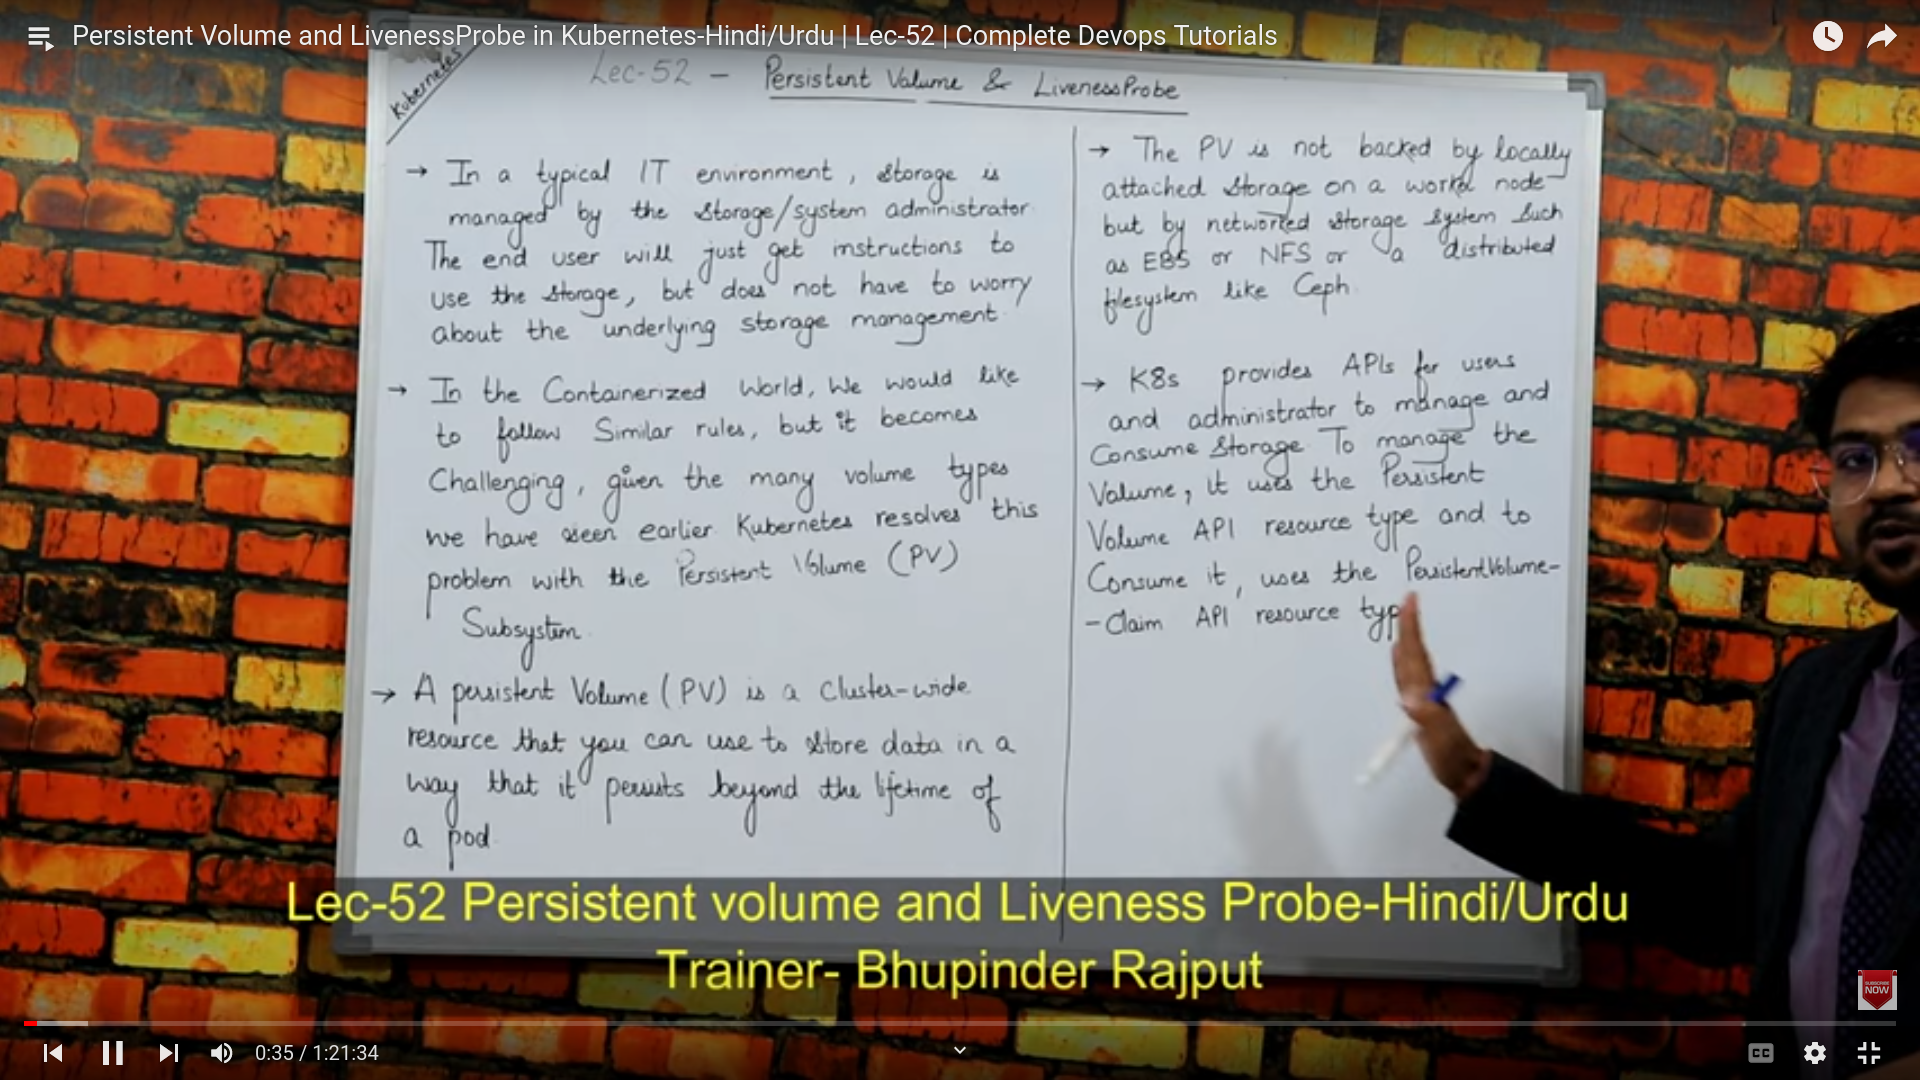 Persistent Volume and LivenessProbe in Kubernetes-Hindi/Urdu | Lec-52 | Complete Devops Tutorials
Kubernetes
Lec-52 - Persistent Volume & LivenessProbe
→ In a typical IT environment, storage is
managed by the storage/system administrator.
The end user will just get instructions to
use the storage, but does not have to worry
about the underlying storage management.
→ In the Containerized World, We would like
to follow Similar rules, but it becomes
Challenging, given the many volume types
we have seen earlier. Kubernetes resolves this
problem with the Persistent Volume (PV)
Subsystem.
→ A persistent Volume (PV) is a Cluster-wide
resource that you can use to store data in a
way that it persists beyond the lifetime of
a pod.
→ The PV is not backed by locally
attached storage on a worker node
but by networked storage system such
as EBS or NFS or a distributed
filesystem like Ceph.
→ K8s provides APIs for users
and administrator to manage and
Consume Storage. To manage the
Volume, it uses the Persistent
Volume API resource type and to
Consume it, uses the PersistentVolume-
-Claim API resource typ
Lec-52 Persistent volume and Liveness Probe-Hindi/Urdu
Trainer- Bhupinder Rajput
SUBSCRIBE
NOW
0:35 / 1:21:34
CC